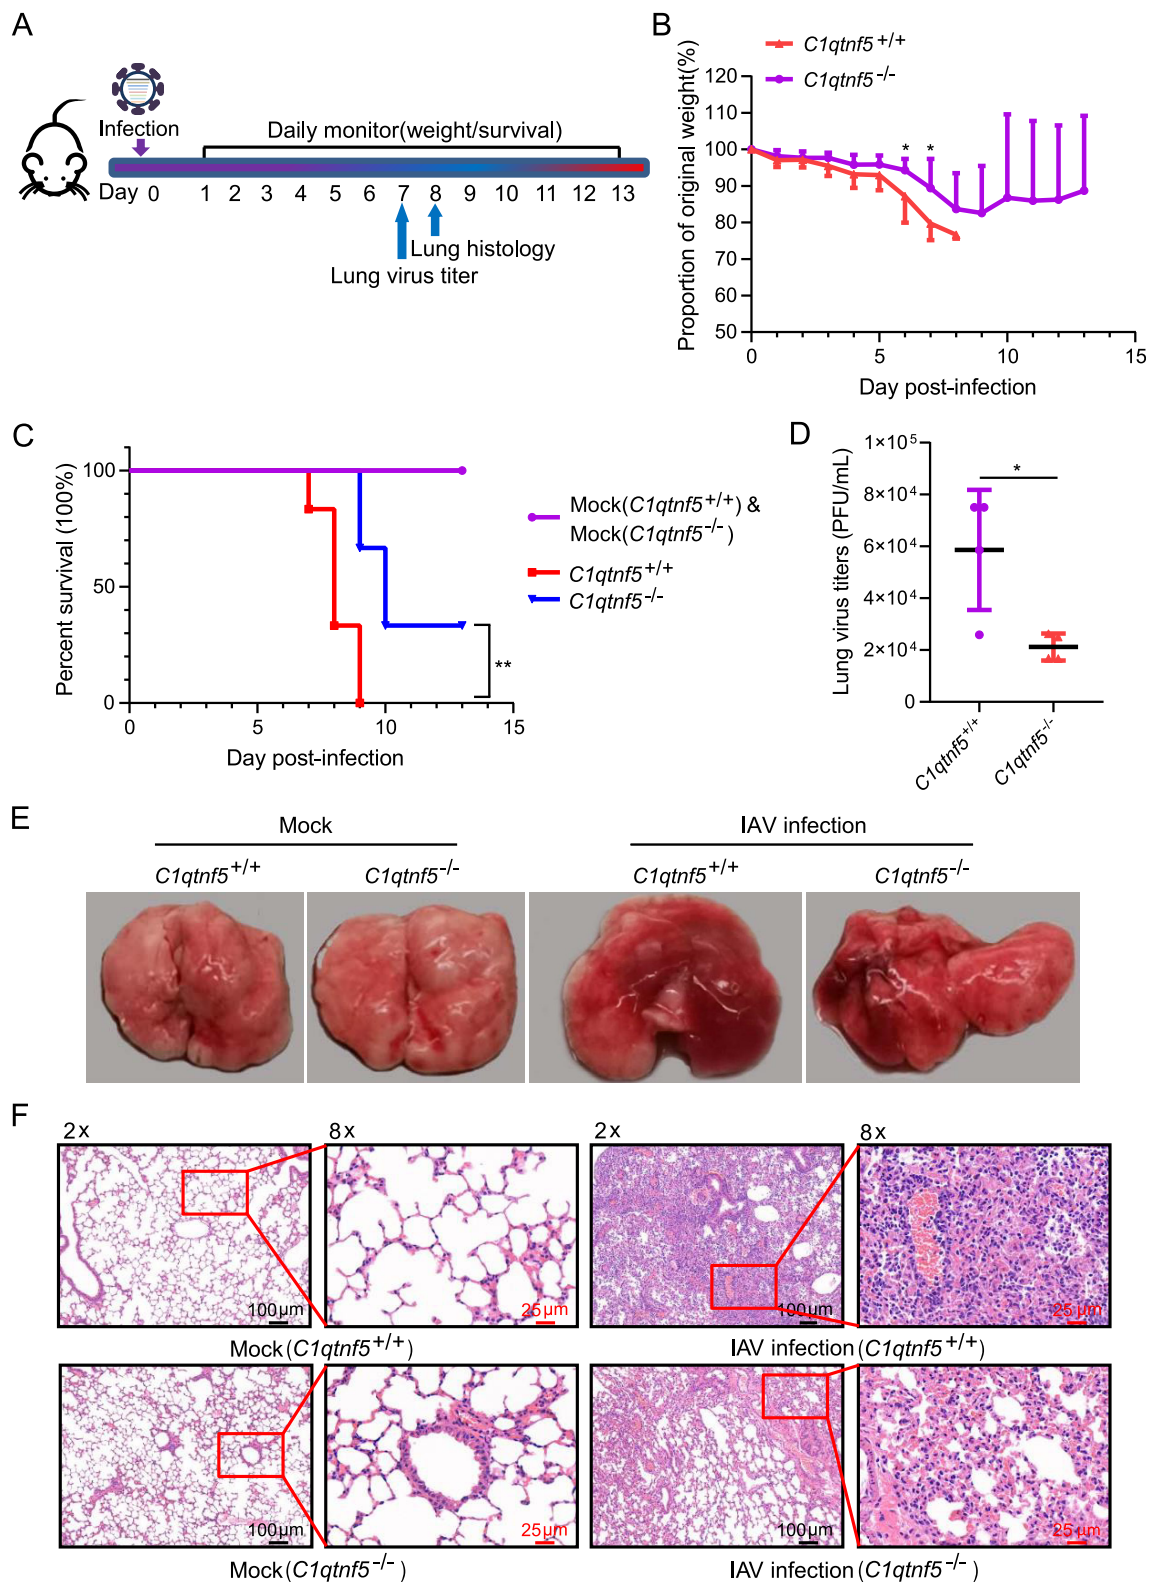 A
Infection
Daily monitor(weight/survival)
Day 0 1 2 3 4 5 6 7 8 9 10 11 12 13
Lung histology
Lung virus titer
B
C1qtnf5+/+
C1qtnf5-/-
Proportion of original weight(%)
120
110
100
90
80
70
60
50
0 5 10 15
Day post-infection
* *
C
Percent survival (100%)
100
50
0
0 5 10 15
Day post-infection
Mock(C1qtnf5+/+) &
Mock(C1qtnf5-/-)
C1qtnf5+/+
C1qtnf5-/-
**
D
Lung virus titers (PFU/mL)
1×10⁵
8×10⁴
6×10⁴
4×10⁴
2×10⁴
0
*
C1qtnf5+/+
C1qtnf5-/-
E
Mock IAV infection
C1qtnf5+/+ C1qtnf5-/- C1qtnf5+/+ C1qtnf5-/-
F
2x 8x 2x 8x
100μm 25μm 100μm 25μm
Mock(C1qtnf5+/+) IAV infection(C1qtnf5+/+)
100μm 25μm 100μm 25μm
Mock(C1qtnf5-/-) IAV infection(C1qtnf5-/-)